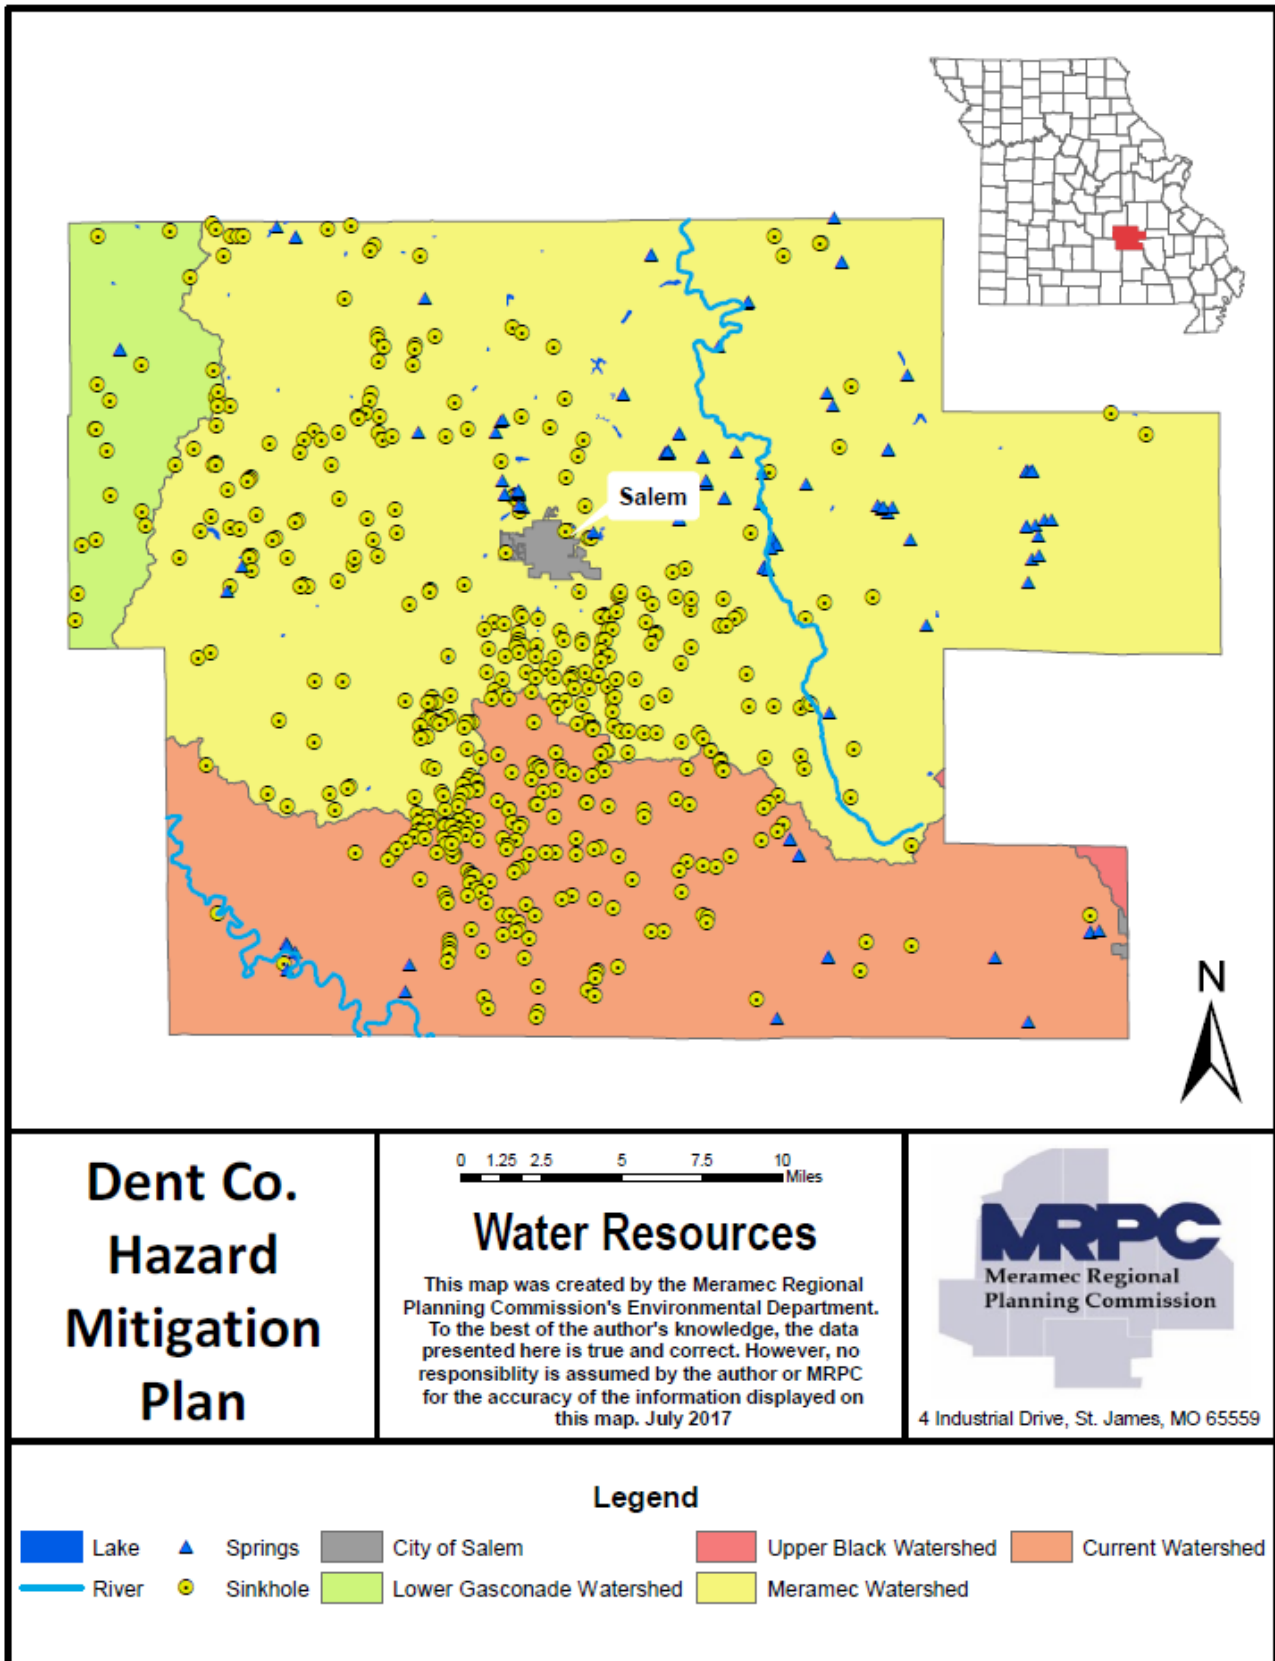 Salem
N
Dent Co.
Hazard
Mitigation
Plan
0 1.25 2.5 5 7.5 10
Miles
Water Resources
This map was created by the Meramec Regional
Planning Commission's Environmental Department.
To the best of the author's knowledge, the data
presented here is true and correct. However, no
responsiblity is assumed by the author or MRPC
for the accuracy of the information displayed on
this map. July 2017
MRPC
Meramec Regional
Planning Commission
4 Industrial Drive, St. James, MO 65559
Legend
Lake Springs City of Salem Upper Black Watershed Current Watershed
River Sinkhole Lower Gasconade Watershed Meramec Watershed